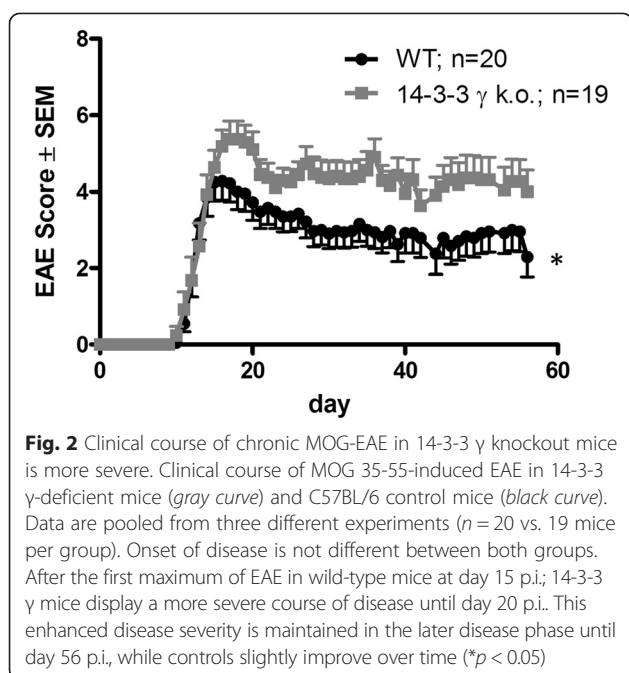 8
6
4
2
0
EAE Score ± SEM
WT; n=20
14-3-3 γ k.o.; n=19
*
0
20
40
60
day
Fig. 2 Clinical course of chronic MOG-EAE in 14-3-3 γ knockout mice
is more severe. Clinical course of MOG 35-55-induced EAE in 14-3-3
γ-deficient mice (gray curve) and C57BL/6 control mice (black curve).
Data are pooled from three different experiments (n = 20 vs. 19 mice
per group). Onset of disease is not different between both groups.
After the first maximum of EAE in wild-type mice at day 15 p.i.; 14-3-3
γ mice display a more severe course of disease until day 20 p.i.. This
enhanced disease severity is maintained in the later disease phase until
day 56 p.i., while controls slightly improve over time (*p < 0.05)